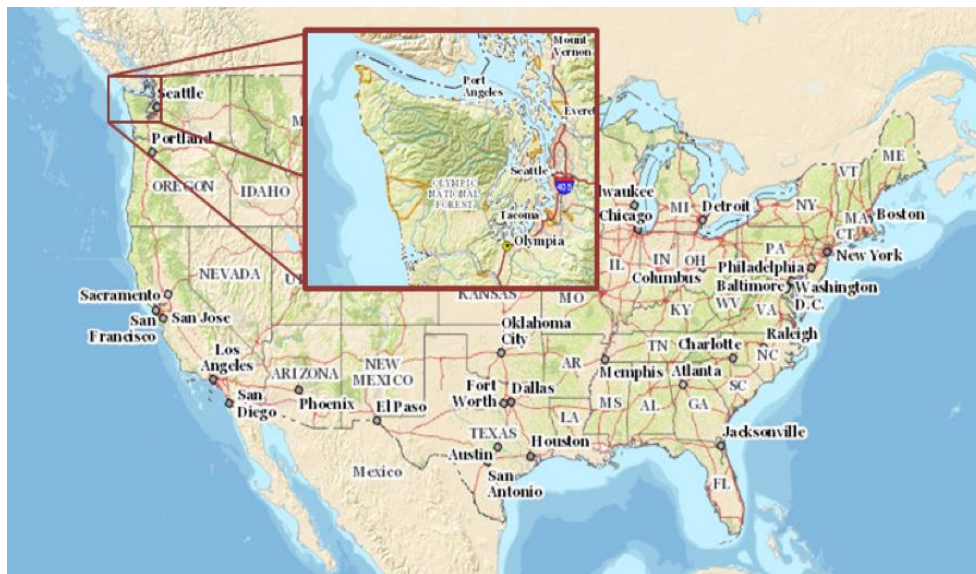 Mount
Vernon
Port
Angeles
Everet
Seattle
Seattle
405
OLYMPIC
NATIONAL
FOREST
Tacoma
Olympia
Portland
OREGON
IDAHO
M
ME
VT
NY
lwaukee
MI
Detroit
MA
Boston
CT
Chicago
NEVADA
U
PA
New York
IL
IN
OH
Philadelphia
Columbus
Baltimore
Washington
D.C.
WV
VA
KANSAS
MO
KY
Sacramento
San
Francisco
San Jose
Oklahoma
City
TN
Charlotte
Raleigh
NC
Los
Angeles
ARIZONA
NEW
MEXICO
AR
Memphis
Atlanta
SC
San
Diego
Phoenix
El Paso
Fort
Worth
Dallas
MS
AL
GA
LA
TEXAS
Jacksonville
Austin
Houston
Mexico
San
Antonio
FL